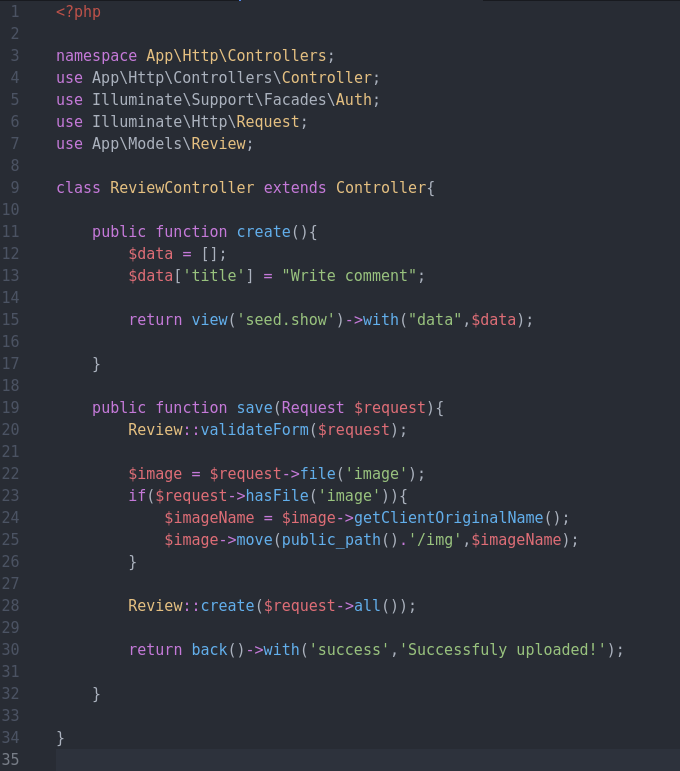 1 <?php
2
3 namespace App\Http\Controllers;
4 use App\Http\Controllers\Controller;
5 use Illuminate\Support\Facades\Auth;
6 use Illuminate\Http\Request;
7 use App\Models\Review;
8
9 class ReviewController extends Controller{
10
11     public function create(){
12         $data = [];
13         $data['title'] = "Write comment";
14
15         return view('seed.show')->with("data",$data);
16
17     }
18
19     public function save(Request $request){
20         Review::validateForm($request);
21
22         $image = $request->file('image');
23         if($request->hasFile('image')){
24             $imageName = $image->getClientOriginalName();
25             $image->move(public_path().'/img',$imageName);
26         }
27
28         Review::create($request->all());
29
30         return back()->with('success','Successfuly uploaded!');
31
32     }
33
34 }
35